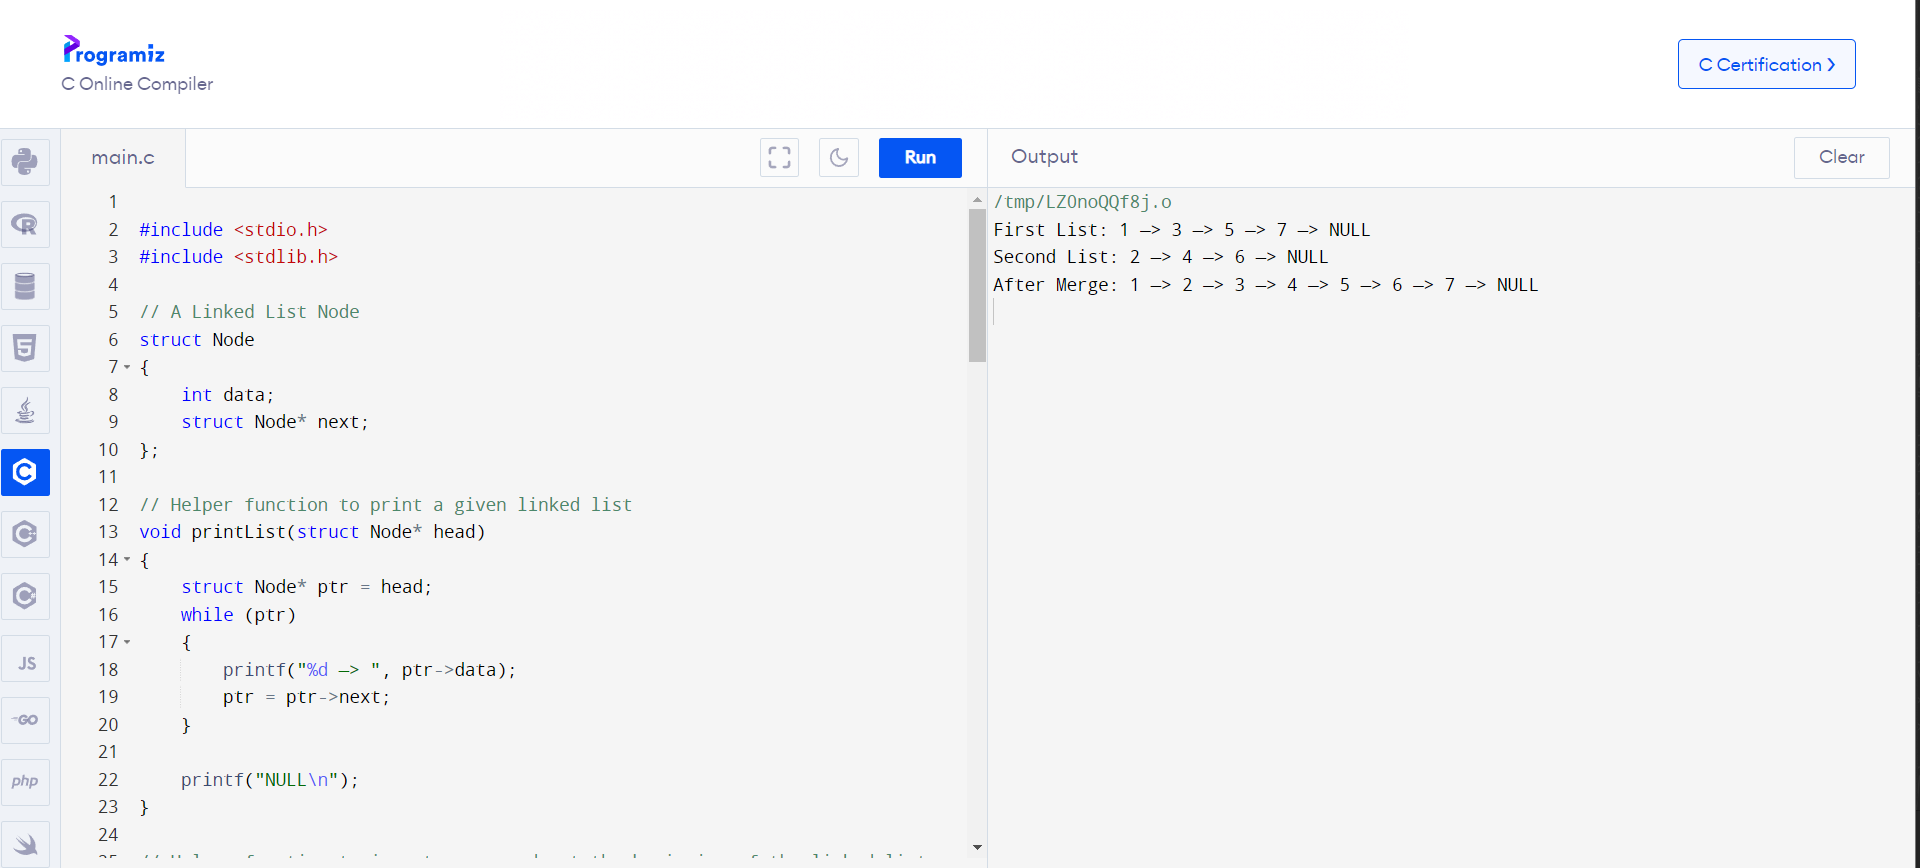 Programiz
C Online Compiler
C Certification ❯
main.c
Run
Output
Clear
1
2 #include <stdio.h>
3 #include <stdlib.h>
4
5 // A Linked List Node
6 struct Node
7 {
8 int data;
9 struct Node* next;
10 };
11
12 // Helper function to print a given linked list
13 void printList(struct Node* head)
14 {
15 struct Node* ptr = head;
16 while (ptr)
17 {
18 printf("%d —> ", ptr->data);
19 ptr = ptr->next;
20 }
21
22 printf("NULL\n");
23 }
24
/tmp/LZOnoQQf8j.o
First List: 1 —> 3 —> 5 —> 7 —> NULL
Second List: 2 —> 4 —> 6 —> NULL
After Merge: 1 —> 2 —> 3 —> 4 —> 5 —> 6 —> 7 —> NULL
R
5
C
C
C
JS
GO
php